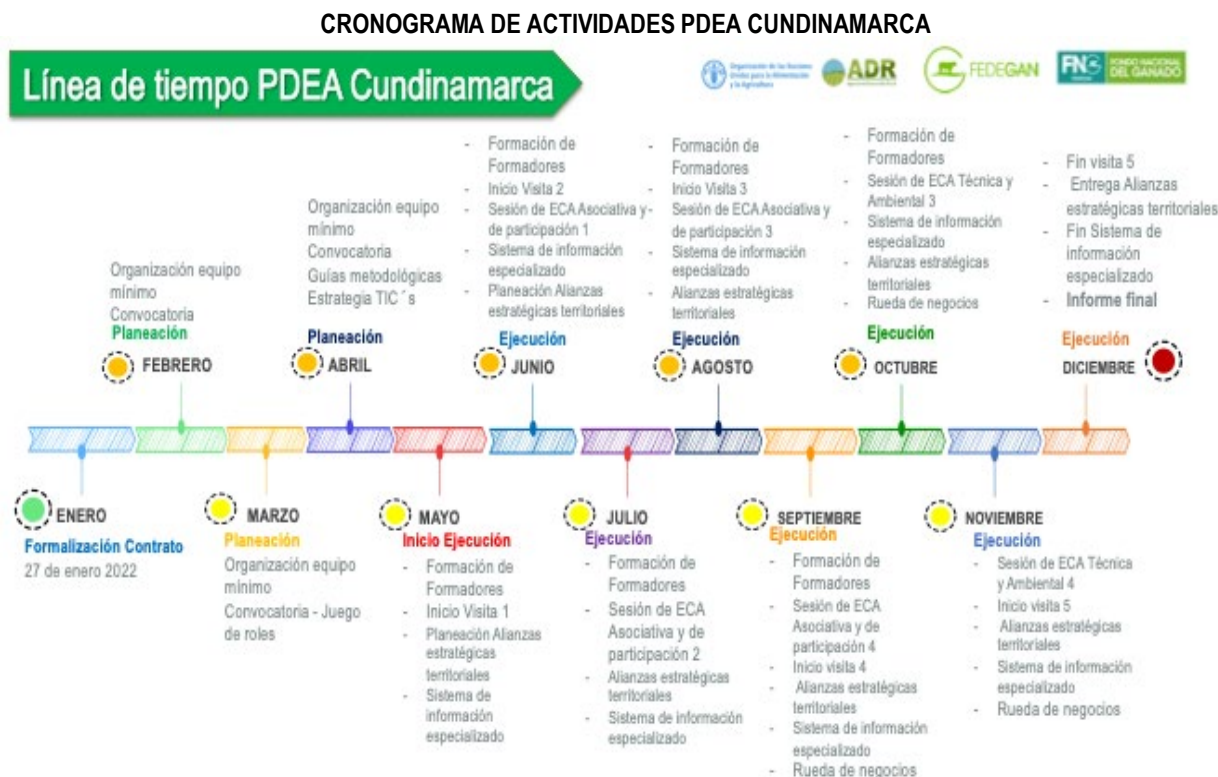 CRONOGRAMA DE ACTIVIDADES PDEA CUNDINAMARCA
Línea de tiempo PDEA Cundinamarca
Organización de las Naciones
Unidas para la Alimentación
y la Agricultura
ADR
FEDEGAN
FNG
FONDO NACIONAL
DEL GANADO
Organización equipo
mínimo
Convocatoria
Planeación
FEBRERO
Organización equipo
mínimo
Convocatoria
Guías metodológicas
Estrategia TIC´s
Planeación
ABRIL
- Formación de
Formadores
- Inicio Visita 2
- Sesión de ECA Asociativa y
de participación 1
- Sistema de información
especializado
- Planeación Alianzas
estratégicas territoriales
Ejecución
JUNIO
- Formación de
Formadores
- Inicio Visita 3
- Sesión de ECA Asociativa y
de participación 3
- Sistema de información
especializado
- Alianzas estratégicas
territoriales
Ejecución
AGOSTO
- Formación de
Formadores
- Sesión de ECA Técnica y
Ambiental 3
- Sistema de información
especializado
- Alianzas estratégicas
territoriales
- Rueda de negocios
Ejecución
OCTUBRE
- Fin visita 5
- Entrega Alianzas
estratégicas territoriales
- Fin Sistema de
información
especializado
- Informe final
Ejecución
DICIEMBRE
ENERO
Formalización Contrato
27 de enero 2022
MARZO
Planeación
Organización equipo
mínimo
Convocatoria - Juego
de roles
MAYO
Inicio Ejecución
- Formación de
Formadores
- Inicio Visita 1
- Planeación Alianzas
estratégicas
territoriales
- Sistema de
información
especializado
JULIO
Ejecución
- Formación de
Formadores
- Sesión de ECA
Asociativa y de
participación 2
- Alianzas estratégicas
territoriales
- Sistema de información
especializado
SEPTIEMBRE
Ejecución
- Formación de
Formadores
- Sesión de ECA
Asociativa y de
participación 4
- Inicio visita 4
- Alianzas estratégicas
territoriales
- Sistema de información
especializado
- Rueda de negocios
NOVIEMBRE
Ejecución
- Sesión de ECA Técnica
y Ambiental 4
- Inicio visita 5
- Alianzas estratégicas
territoriales
- Sistema de información
especializado
- Rueda de negocios